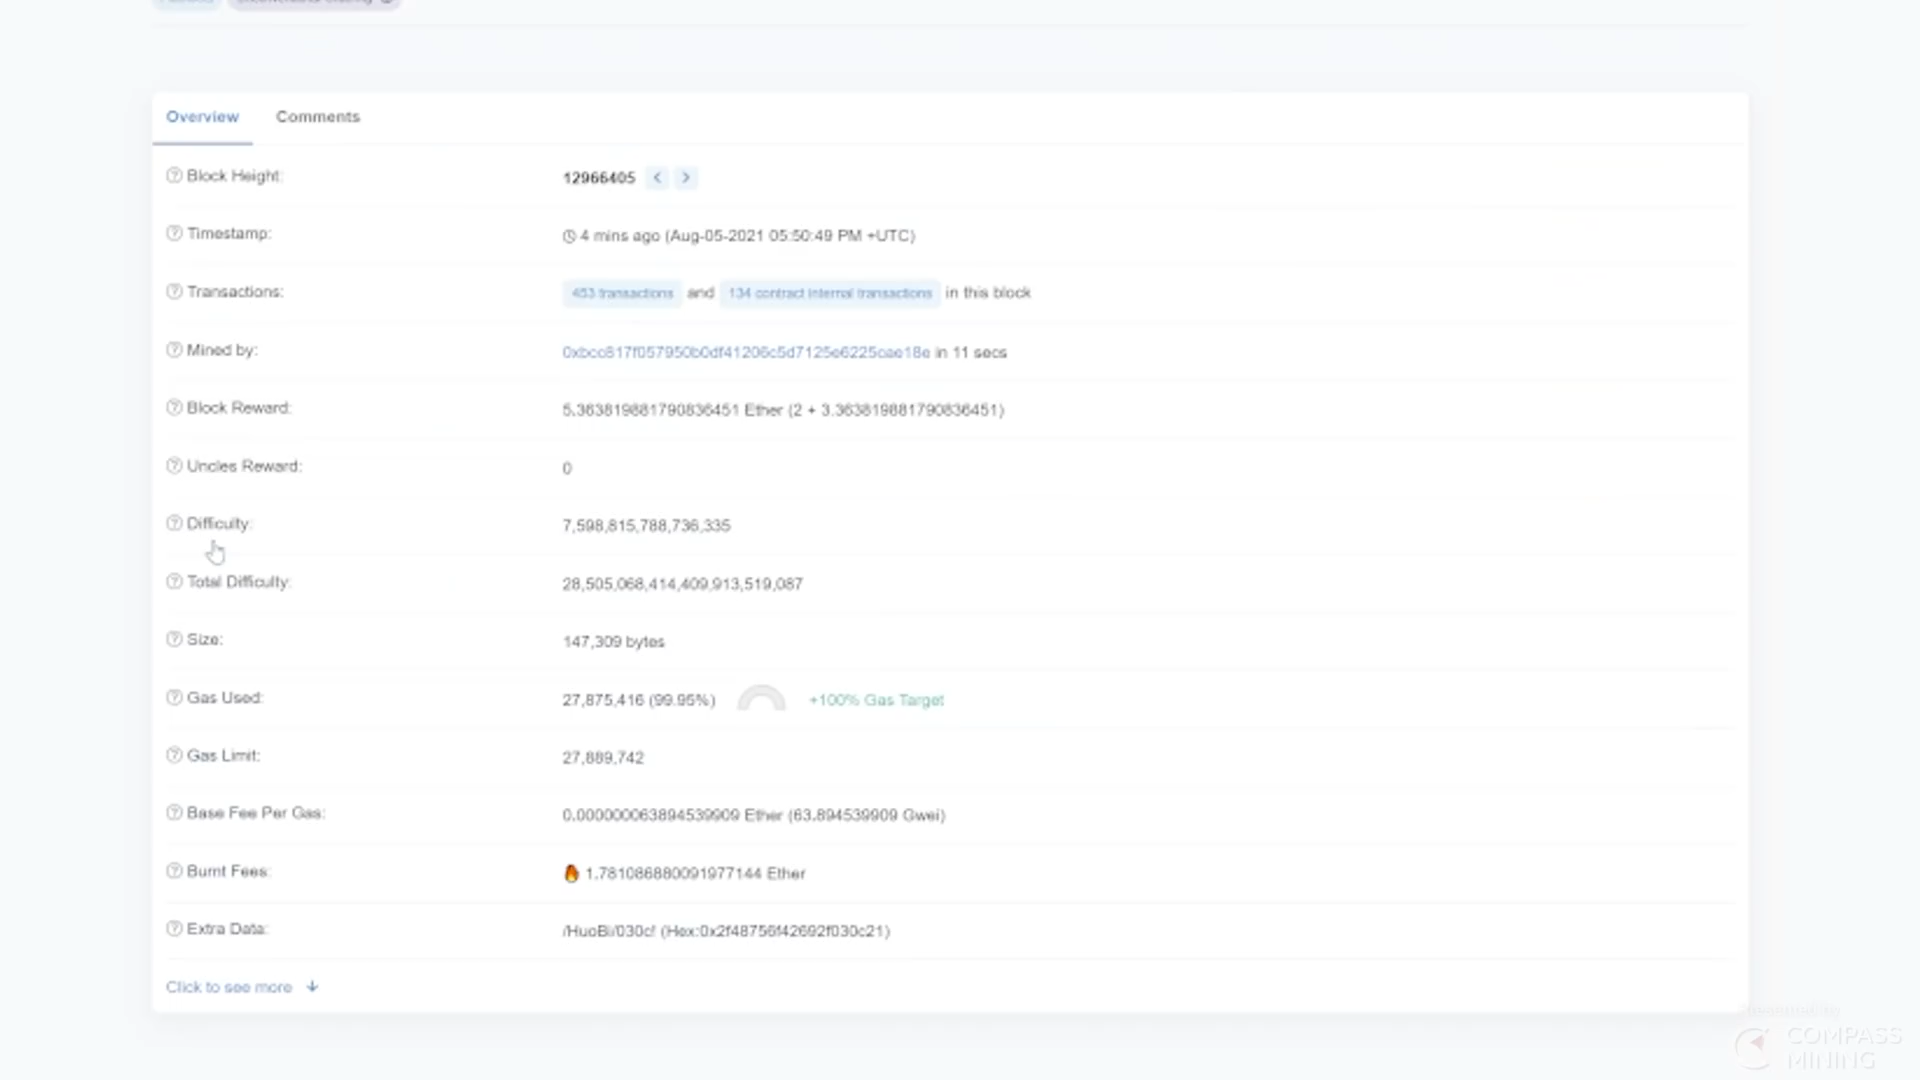 Overview Comments
Block Height: 12966405
Timestamp: 4 mins ago (Aug-05-2021 05:50:49 PM +UTC)
Transactions: 453 transactions and 134 contract internal transactions in this block
Mined by: in 11 secs
Block Reward: 5.363819881790836451 Ether (2 + 3.363819881790836451)
Uncles Reward: 0
Difficulty: 7,598,815,788,736,335
Total Difficulty: 28,505,068,414,409,913,519,087
Size: 147,309 bytes
Gas Used: 27,875,416 (99.95%) +100% Gas Target
Gas Limit: 27,889,742
Base Fee Per Gas: 0.000000063894539909 Ether (63.894539909 Gwei)
Burnt Fees: 1.781086880091977144 Ether
Extra Data: (Hex:0x2f48756f42692f030c21)
Click to see more
Presented by
COMPASS
MINING